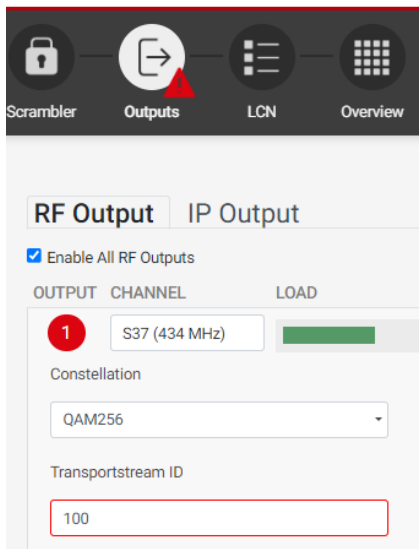 Scrambler Outputs LCN Overview
RF Output IP Output
Enable All RF Outputs
OUTPUT CHANNEL LOAD
1 S37 (434 MHz)
Constellation
QAM256
Transportstream ID
100